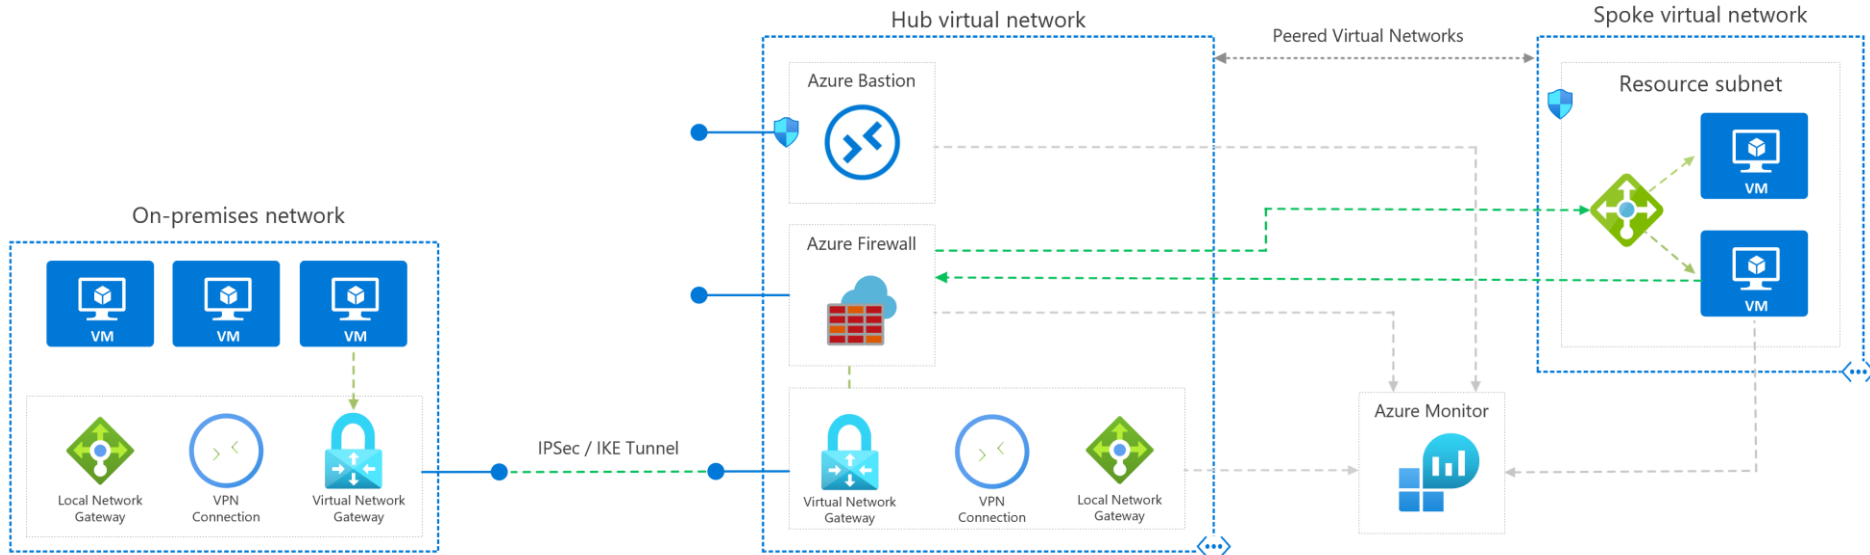 Hub virtual network
Spoke virtual network
Peered Virtual Networks
Azure Bastion
Resource subnet
VM
On-premises network
Azure Firewall
VM
VM
VM
VM
Azure Monitor
IPSec / IKE Tunnel
Local Network
Gateway
VPN
Connection
Virtual Network
Gateway
Virtual Network
Gateway
VPN
Connection
Local Network
Gateway